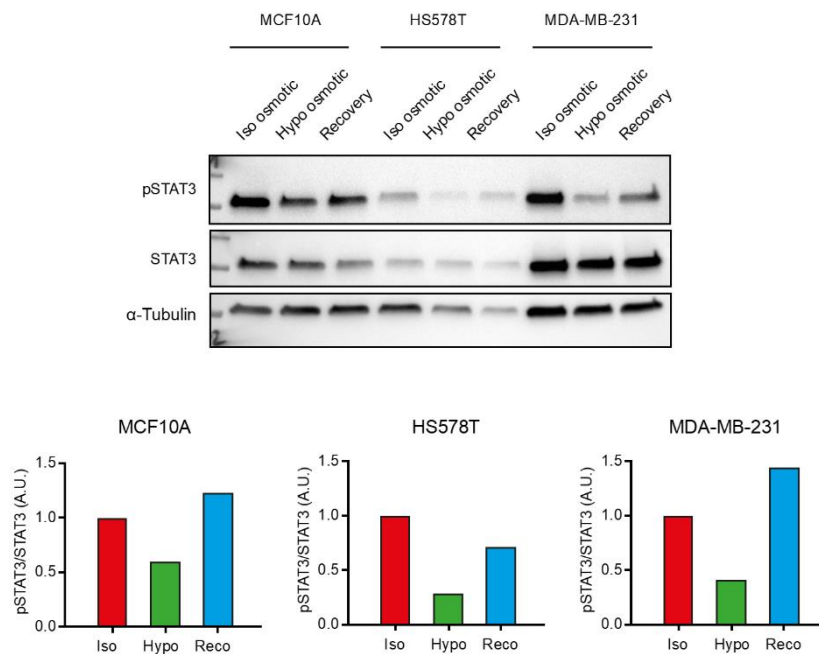 MCF10A HS578T MDA-MB-231
Iso osmotic Hypo osmotic Recovery Iso osmotic Hypo osmotic Recovery Iso osmotic Hypo osmotic Recovery
pSTAT3
STAT3
α-Tubulin
2
MCF10A
pSTAT3/STAT3 (A.U.)
1.5
1.0
0.5
0.0
Iso Hypo Reco
HS578T
pSTAT3/STAT3 (A.U.)
1.5
1.0
0.5
0.0
Iso Hypo Reco
MDA-MB-231
pSTAT3/STAT3 (A.U.)
1.5
1.0
0.5
0.0
Iso Hypo Reco